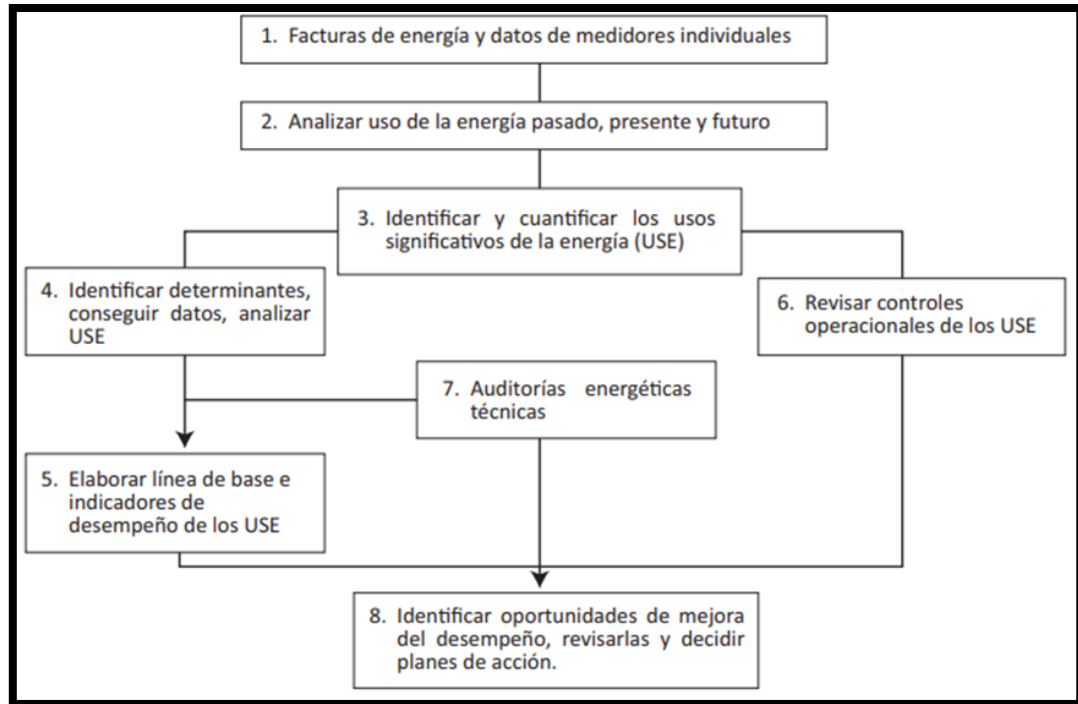 1. Facturas de energía y datos de medidores individuales
2. Analizar uso de la energía pasado, presente y futuro
3. Identificar y cuantificar los usos
significativos de la energía (USE)
4. Identificar determinantes,
conseguir datos, analizar
USE
6. Revisar controles
operacionales de los USE
7. Auditorías energéticas
técnicas
5. Elaborar línea de base e
indicadores de
desempeño de los USE
8. Identificar oportunidades de mejora
del desempeño, revisarlas y decidir
planes de acción.